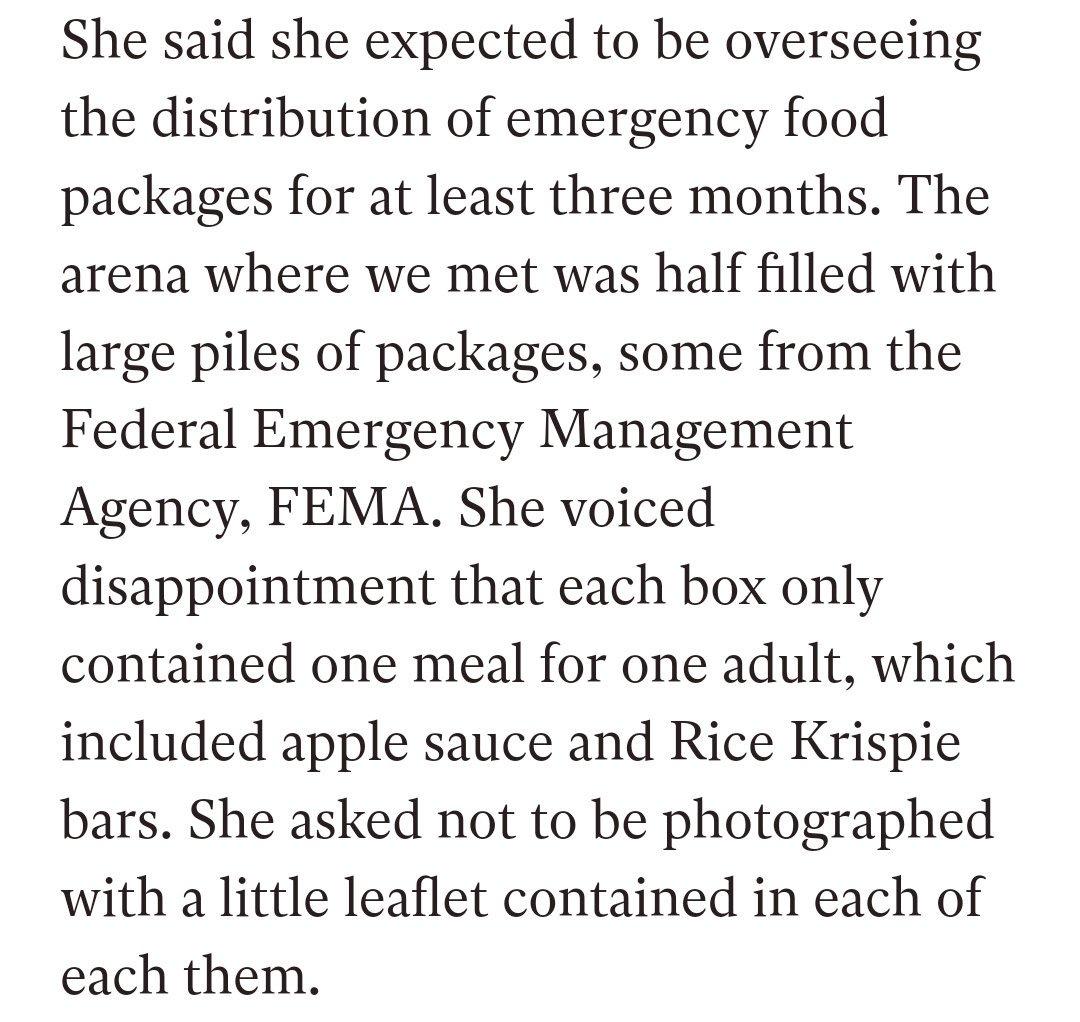 She said she expected to be overseeing
the distribution of emergency food
packages for at least three months. The
arena where we met was half filled with
large piles of packages, some from the
Federal Emergency Management
Agency, FEMA. She voiced
disappointment that each box only
contained one meal for one adult, which
included apple sauce and Rice Krispie
bars. She asked not to be photographed
with a little leaflet contained in each of
each them.